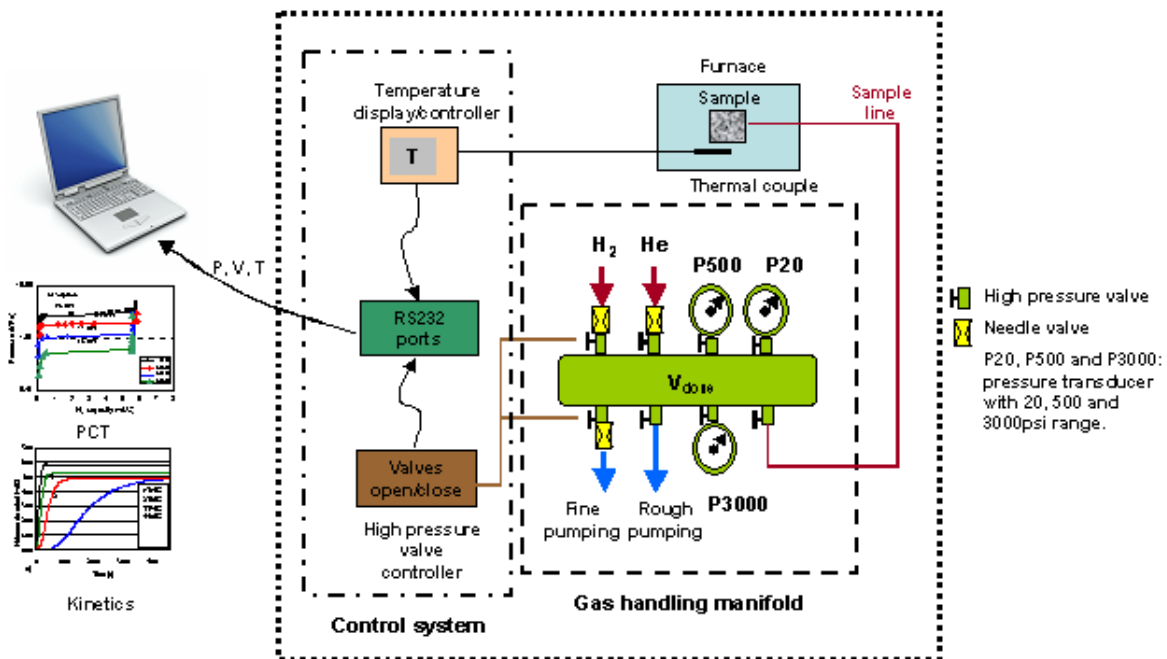 Temperature
display/controller
T
Furnace
Sample
Sample
line
Thermal couple
P, V, T
RS232
ports
H2
He
P500
P20
High pressure valve
Needle valve
P20, P500 and P3000:
pressure transducer
with 20, 500 and
3000psi range.
PCT
Valves
open/close
P3000
Fine
pumping
Rough
pumping
High pressure
valve
controller
Kinetics
Control system
Gas handling manifold